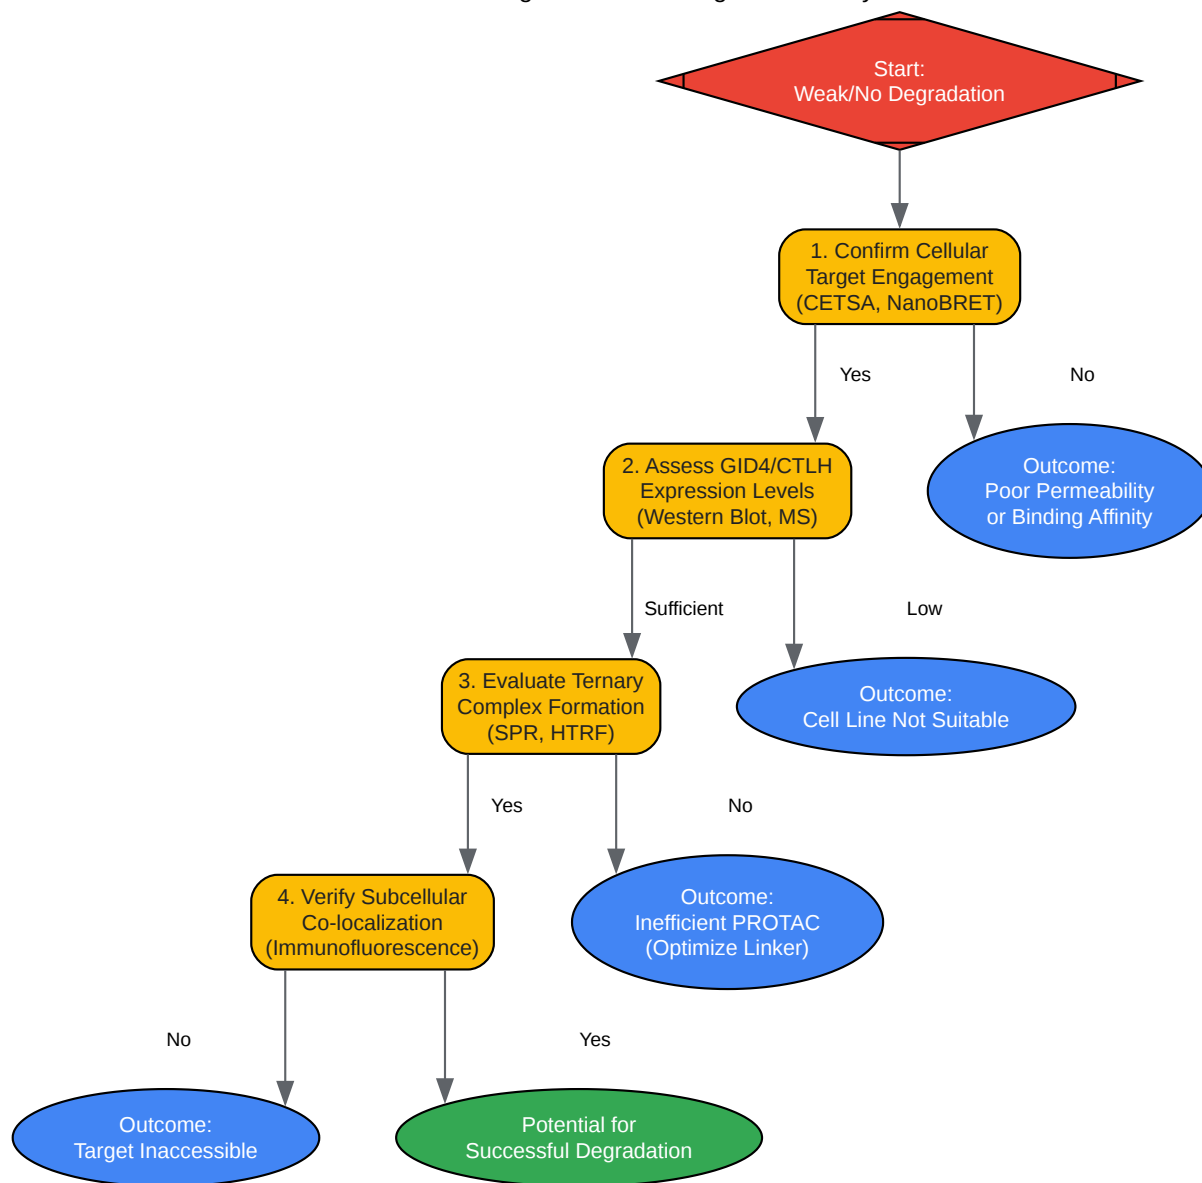 Start:
Weak/No Degradation
1. Confirm Cellular
Target Engagement
(CETSA, NanoBRET)
Yes
No
2. Assess GID4/CTLH
Expression Levels
(Western Blot, MS)
Outcome:
Poor Permeability
or Binding Affinity
Sufficient
Low
3. Evaluate Ternary
Complex Formation
(SPR, HTRF)
Outcome:
Cell Line Not Suitable
Yes
No
4. Verify Subcellular
Co-localization
(Immunofluorescence)
Outcome:
Inefficient PROTAC
(Optimize Linker)
No
Yes
Outcome:
Target Inaccessible
Potential for
Successful Degradation